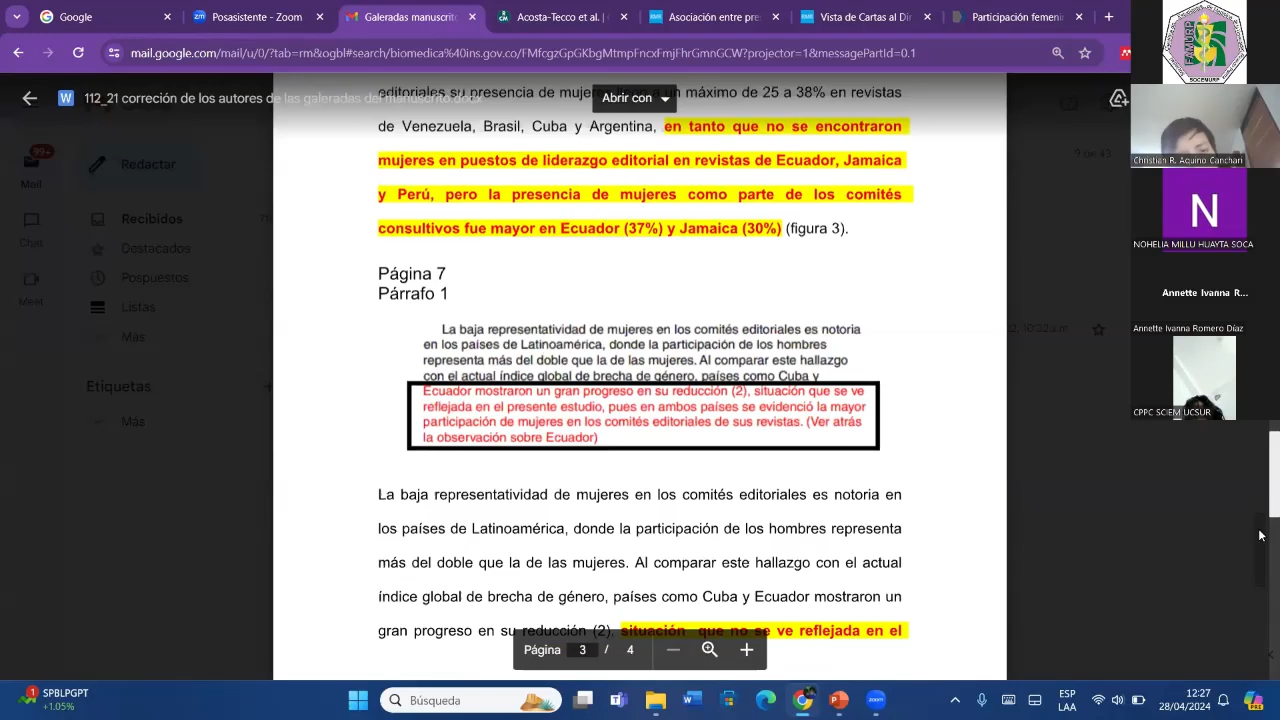 Google
Posasistente - Zoom
Galeradas manuscrito
Acosta-Tecco et al. |
Asociación entre pre
Vista de Cartas al Dir
Participación femeni
mail.google.com/mail/u/0/?tab=rm&ogbl#search/biomedica%40ins.gov.co/FMfcgzGpGKbgMtmpFncxFmjFhrGmnGCW?projector=1&messagePartId=0.1
112_21 correción de los autores de las galeradas del manuscrito.docx
Abrir con
99+
Mail
Chat
Meet
Redactar
Recibidos
Destacados
Pospuestos
Listas
Más
Etiquetas
Más
9 de 43
editoriales su presencia de mujeres a un máximo de 25 a 38% en revistas
de Venezuela, Brasil, Cuba y Argentina, en tanto que no se encontraron
mujeres en puestos de liderazgo editorial en revistas de Ecuador, Jamaica
y Perú, pero la presencia de mujeres como parte de los comités
consultivos fue mayor en Ecuador (37%) y Jamaica (30%) (figura 3).
Página 7
Párrafo 1
La baja representatividad de mujeres en los comités editoriales es notoria
en los países de Latinoamérica, donde la participación de los hombres
representa más del doble que la de las mujeres. Al comparar este hallazgo
con el actual índice global de brecha de género, países como Cuba y
Ecuador mostraron un gran progreso en su reducción (2), situación que se ve
reflejada en el presente estudio, pues en ambos países se evidenció la mayor
participación de mujeres en los comités editoriales de sus revistas. (Ver atrás
la observación sobre Ecuador)
La baja representatividad de mujeres en los comités editoriales es notoria en
los países de Latinoamérica, donde la participación de los hombres representa
más del doble que la de las mujeres. Al comparar este hallazgo con el actual
índice global de brecha de género, países como Cuba y Ecuador mostraron un
gran progreso en su reducción (2), situación que no se ve reflejada en el
Página 3 / 4
SOCEMURP
Christian R. Aquino Canchari
N
NOHELIA MILLU HUAYTA SOCA
Annette Ivanna R...
Annette Ivanna Romero Díaz
CPPC SCIEM UCSUR
1
SPBLPGPT
+1.05%
Búsqueda
ESP
LAA
12:27
28/04/2024